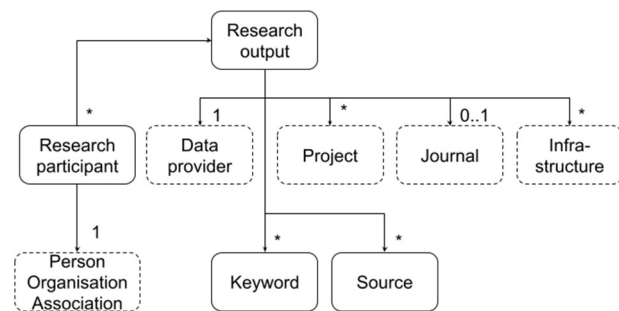 Research
output
*
1
*
0..1
*
Research
participant
Data
provider
Project
Journal
Infra-
structure
1
*
*
Person
Organisation
Association
Keyword
Source